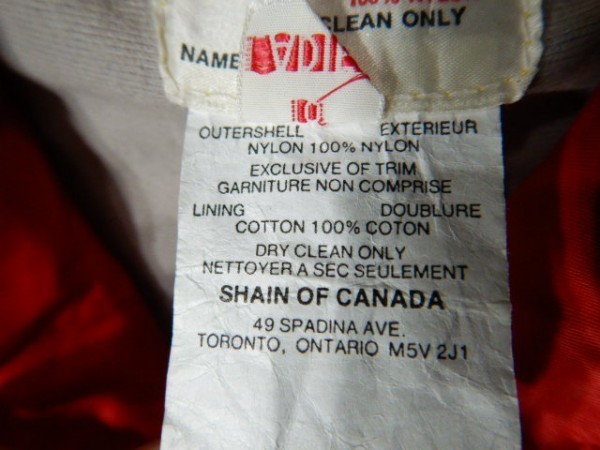 CLEAN ONLY
NAME
OUTERSHELL EXTERIEUR
NYLON 100% NYLON
EXCLUSIVE OF TRIM
GARNITURE NON COMPRISE
LINING DOUBLURE
COTTON 100% COTON
DRY CLEAN ONLY
NETTOYER A SEC SEULEMENT
SHAIN OF CANADA
49 SPADINA AVE.
TORONTO, ONTARIO M5V 2J1